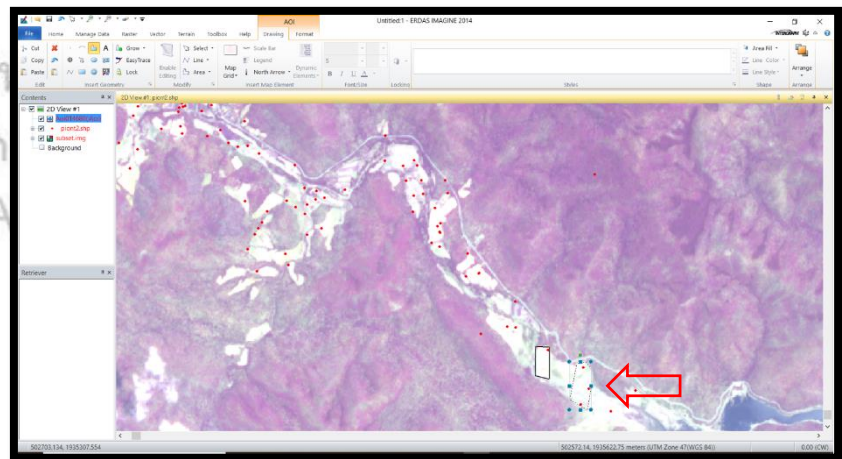 AOI
Untitled:1 - ERDAS IMAGINE 2014
File Home Manage Data Raster Vector Terrain Toolbox Help Drawing Format
Cut Grow Select Scale Bar Area Fill
Copy EasyTrace Line Legend Line Color
Paste Lock Enable Editing Area Map Grid North Arrow Dynamic Elements Line Style Arrange
Edit Insert Geometry Modify Insert Map Element Font/Size Locking Styles Shape Arrange
Contents
2D View #1: piont2.shp
2D View #1
piont2.shp
subset.img
Background
Retriever
502703.134, 1935307.554
502572.14, 1935622.75 meters (UTM Zone 47(WGS 84))
0.00 (CW)